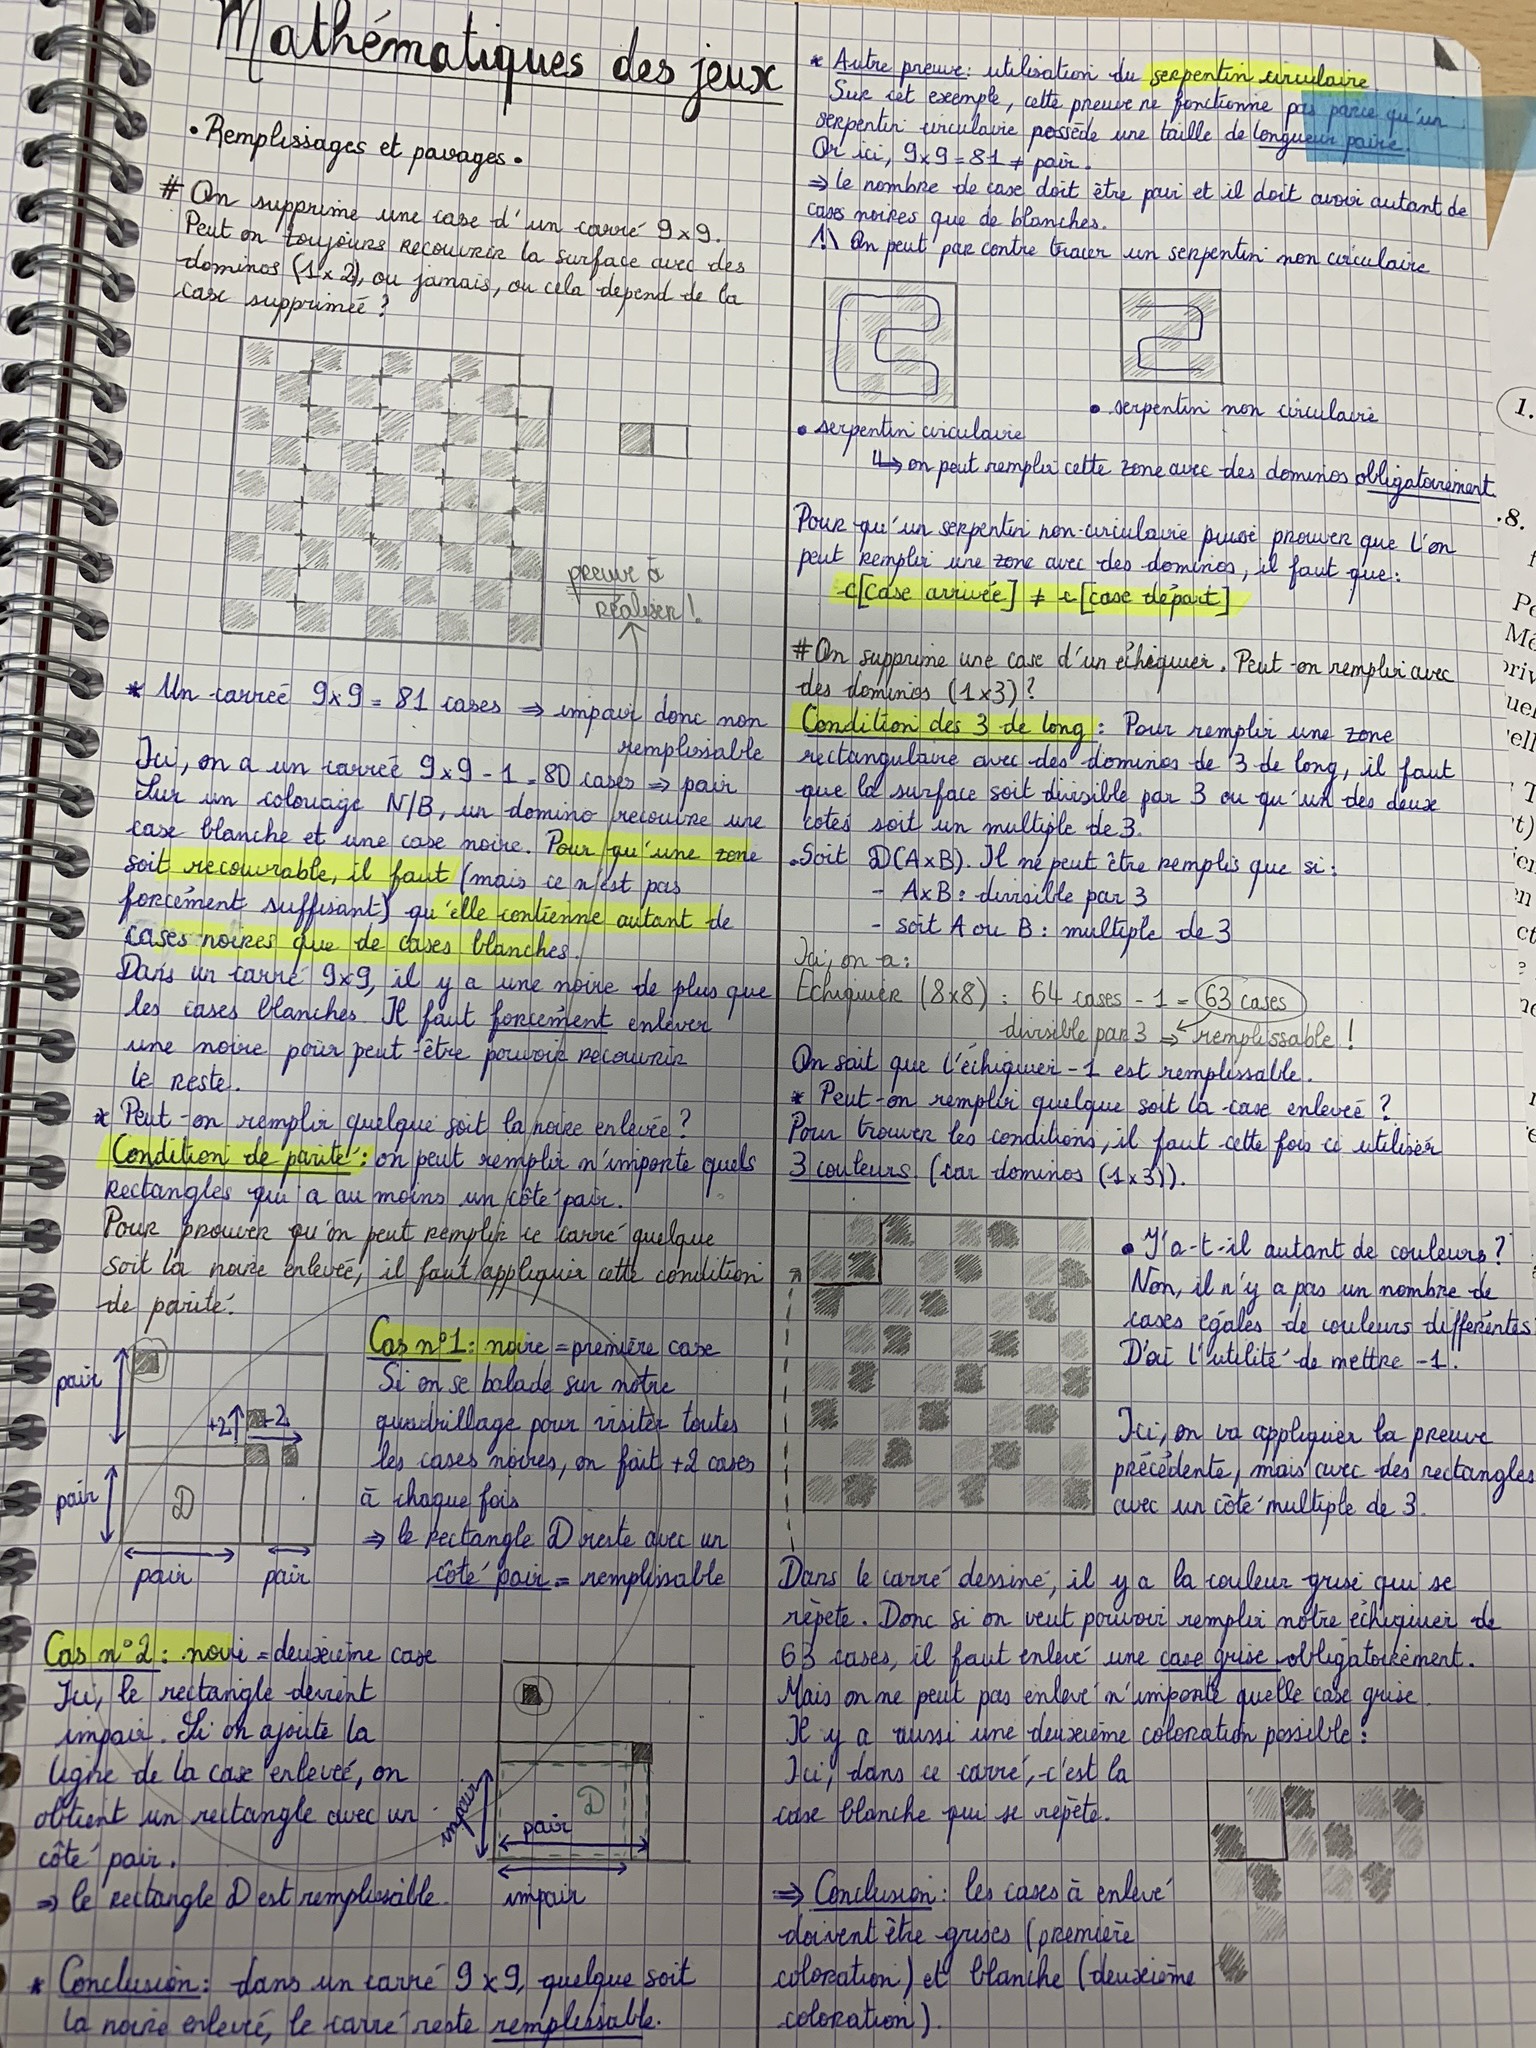 Mathématiques des jeux
• Remplissages et pavages •
# On supprime une case d'un carré 9x9.
Peut on toujours recouvrir la surface avec des
dominos (1x2), ou jamais, ou cela dépend de la
case supprimée ?
preuve à
réaliser !
* Un carreé 9x9 = 81 cases ⇒ impair donc non
remplissable
Ici, on a un carreé 9x9-1 = 80 cases ⇒ pair
Sur un coloriage N/B, un domino recouvre une
case blanche et une case noire. Pour qu'une zone
soit recouvrable, il faut (mais ce n'est pas
forcément suffisant) qu'elle contienne autant de
cases noires que de cases blanches.
Dans un carré 9x9, il y a une noire de plus que
les cases blanches. Il faut forcément enlever
une noire pour peut-être pouvoir recouvrir
le reste.
* Peut-on remplir quelque soit la noire enlevée ?
Condition de parité : on peut remplir n'importe quels
rectangles qui a au moins un côté pair.
Pour prouver qu'on peut remplir ce carré quelque
soit la noire enlevée, il faut appliquer cette condition
de parité.
Cas n°1 : noire = première case
Si on se balade sur notre
quadrillage pour visiter toutes
les cases noires, on fait +2 cases
à chaque fois
⇒ le rectangle D reste avec un
côté pair = remplissable
pair
+2
+2
pair
D
pair
pair
Cas n°2 : noire = deuxième case
Ici, le rectangle devient
impair. Si on ajoute la
ligne de la case enlevée, on
obtient un rectangle avec un
côté pair.
⇒ le rectangle D est remplissable.
impair
D
pair
impair
* Conclusion : dans un carré 9x9, quelque soit
la noire enlevée, le carré reste remplissable.
* Autre preuve : utilisation du serpentin circulaire.
Sur cet exemple, cette preuve ne fonctionne pas parce qu'un
serpentin circulaire possède une taille de longueur paire.
Or ici, 9x9 = 81 ≠ pair.
⇒ le nombre de case doit être pair et il doit avoir autant de
cases noires que de blanches.
/!\ On peut par contre tracer un serpentin non circulaire
• serpentin circulaire
• serpentin non circulaire
↳ on peut remplir cette zone avec des dominos obligatoirement.
Pour qu'un serpentin non-circulaire puisse prouver que l'on
peut remplir une zone avec des dominos, il faut que :
c[case arrivée] ≠ c[case départ]
# On supprime une case d'un échiquier. Peut-on remplir avec
des dominos (1x3) ?
Condition des 3 de long : Pour remplir une zone
rectangulaire avec des dominos de 3 de long, il faut
que la surface soit divisible par 3 ou qu'un des deux
cotés soit un multiple de 3.
. Soit D(AxB). Il ne peut être remplis que si :
- AxB : divisible par 3
- soit A ou B : multiple de 3
Ici, on a :
Echiquier (8x8) : 64 cases - 1 = 63 cases
divisible par 3 ⇒ remplissable !
On sait que l'échiquier -1 est remplissable.
* Peut-on remplir quelque soit la case enlevée ?
Pour trouver les conditions, il faut cette fois ci utiliser
3 couleurs (car dominos (1x3)).
• Y'a-t-il autant de couleurs ?
Non, il n'y a pas un nombre de
cases égales de couleurs différentes
D'où l'utilité de mettre -1.
Ici, on va appliquer la preuve
précédente, mais avec des rectangles
avec un côté multiple de 3.
Dans le carré dessiné, il y a la couleur grise qui se
répete. Donc si on veut pouvoir remplir notre échiquier de
63 cases, il faut enlevé une case grise obligatoirement.
Mais on ne peut pas enlevé n'importe quelle case grise.
Il y a aussi une deuxième coloration possible :
Ici, dans ce carré, c'est la
case blanche qui se répète.
⇒ Conclusion : les cases à enlevé
doivent être grises (première
coloration) et blanche (deuxième
coloration).
1.
.8.